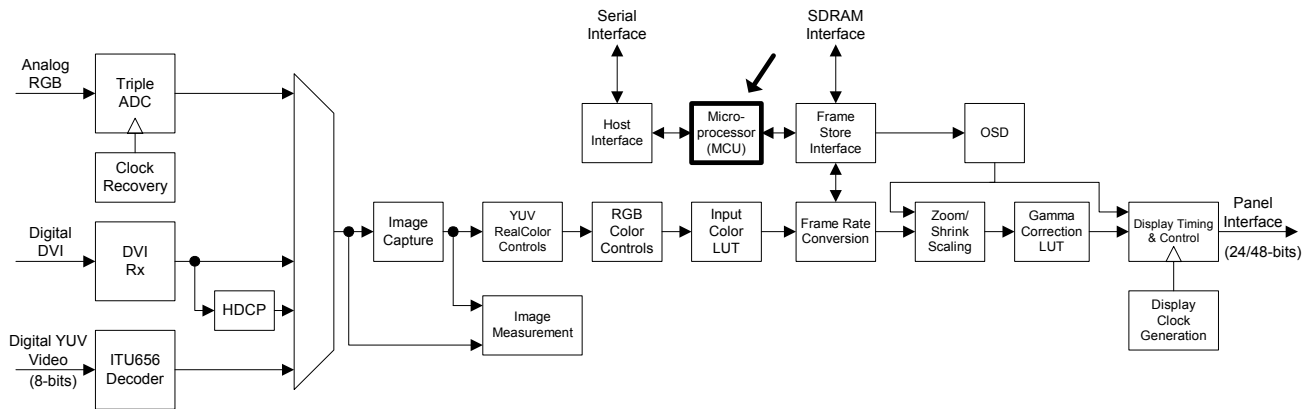 Serial
Interface
SDRAM
Interface
Analog
RGB
Triple
ADC
Clock
Recovery
Host
Interface
Micro-
processor
(MCU)
Frame
Store
Interface
OSD
Digital
DVI
DVI
Rx
HDCP
Image
Capture
YUV
RealColor
Controls
RGB
Color
Controls
Input
Color
LUT
Frame Rate
Conversion
Zoom/
Shrink
Scaling
Gamma
Correction
LUT
Display Timing
& Control
Panel
Interface
(24/48-bits)
Image
Measurement
Display
Clock
Generation
Digital YUV
Video
(8-bits)
ITU656
Decoder